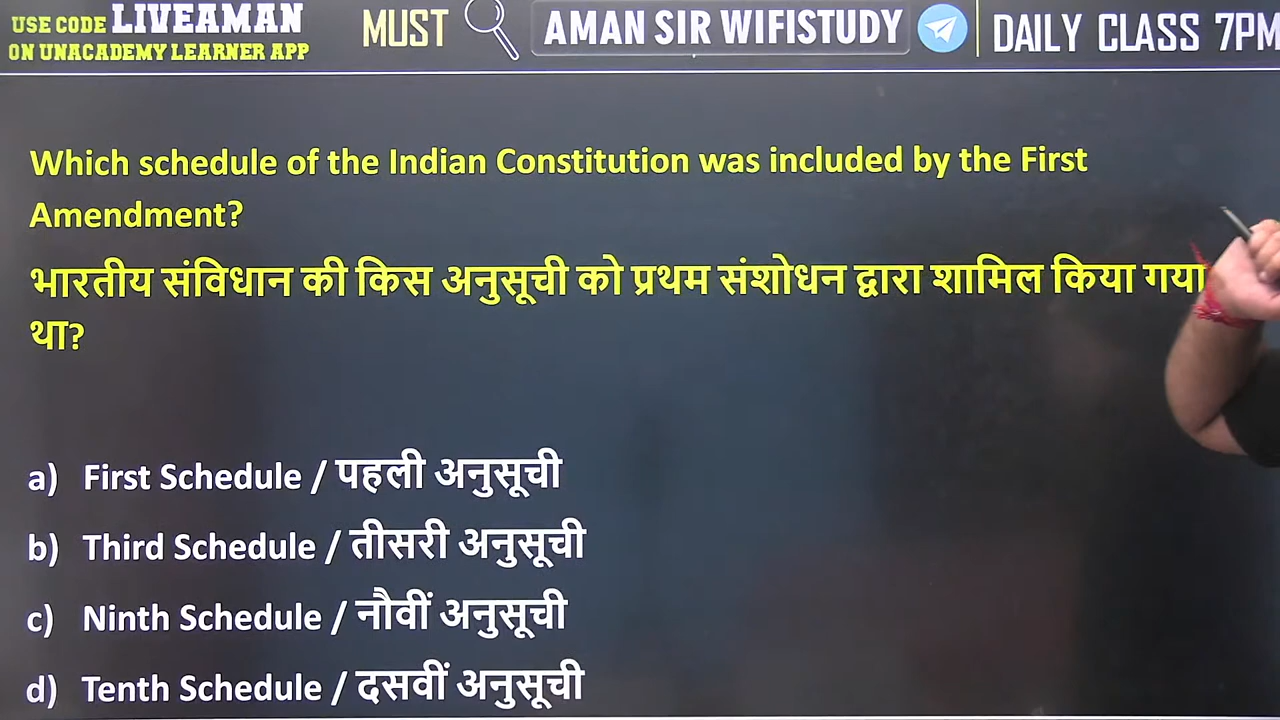 USE CODE LIVEAMAN
ON UNACADEMY LEARNER APP
MUST
AMAN SIR WIFISTUDY
DAILY CLASS 7PM
Which schedule of the Indian Constitution was included by the First
Amendment?
भारतीय संविधान की किस अनुसूची को प्रथम संशोधन द्वारा शामिल किया गया
था?
a) First Schedule / पहली अनुसूची
b) Third Schedule / तीसरी अनुसूची
c) Ninth Schedule / नौवीं अनुसूची
d) Tenth Schedule / दसवीं अनुसूची